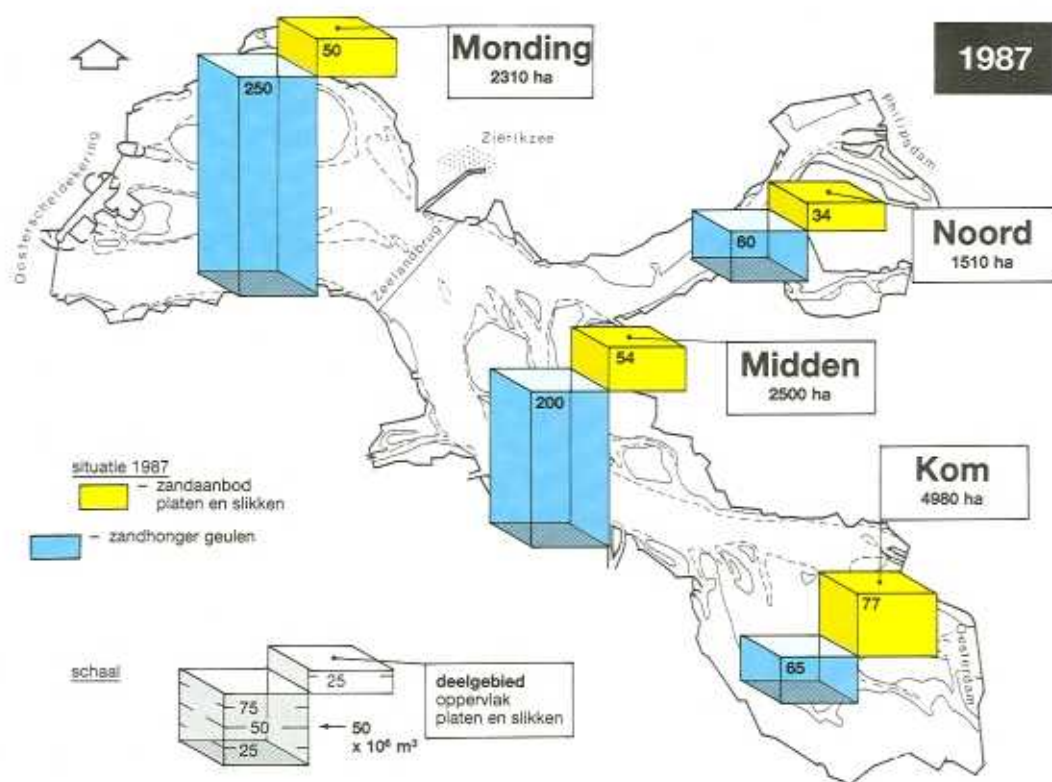 1987
Monding
2310 ha
50
250
Oosterscheldekering
Zierikzee
Zeelandbrug
Philipsdam
34
60
Noord
1510 ha
54
200
Midden
2500 ha
Kom
4980 ha
77
65
Oesterdam
situatie 1987
– zandaanbod
platen en slikken
– zandhonger geulen
schaal
25
75
50
25
50
x 10⁶ m³
deelgebied
oppervlak
platen en slikken